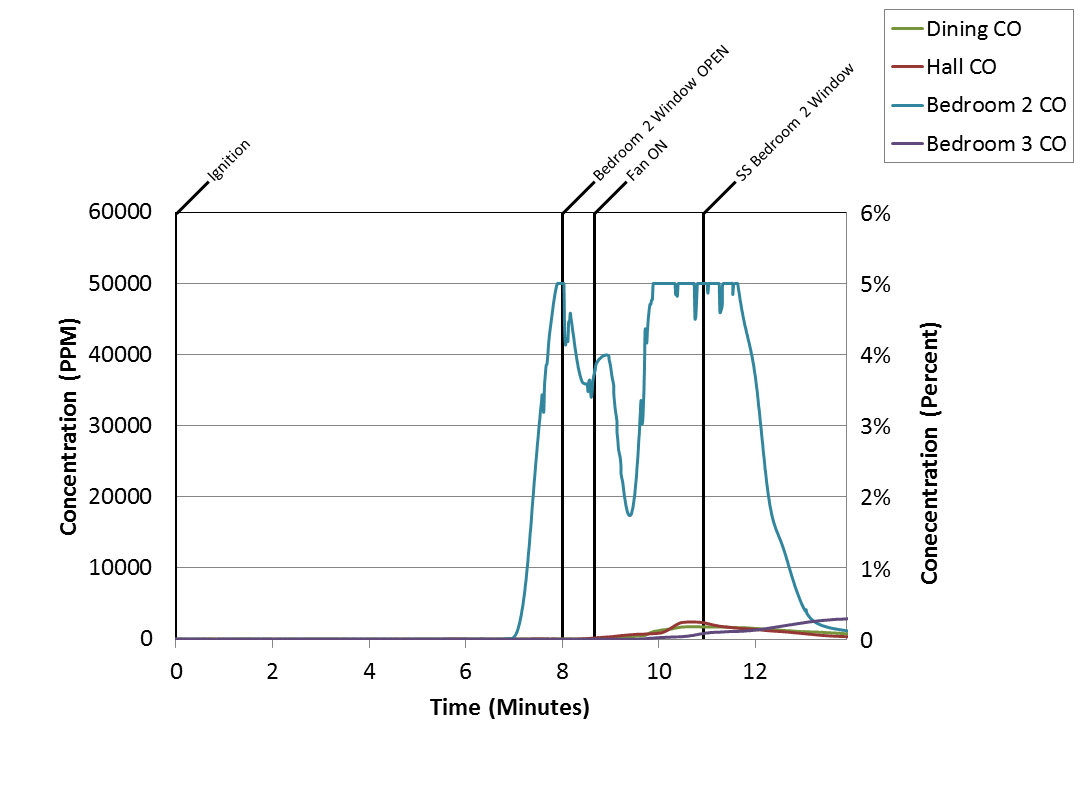 Dining CO
Hall CO
Bedroom 2 CO
Bedroom 3 CO
Ignition
Bedroom 2 Window OPEN
Fan ON
SS Bedroom 2 Window
60000
50000
40000
30000
20000
10000
0
Concentration (PPM)
6%
5%
4%
3%
2%
1%
0
Conecentration (Percent)
0 2 4 6 8 10 12
Time (Minutes)